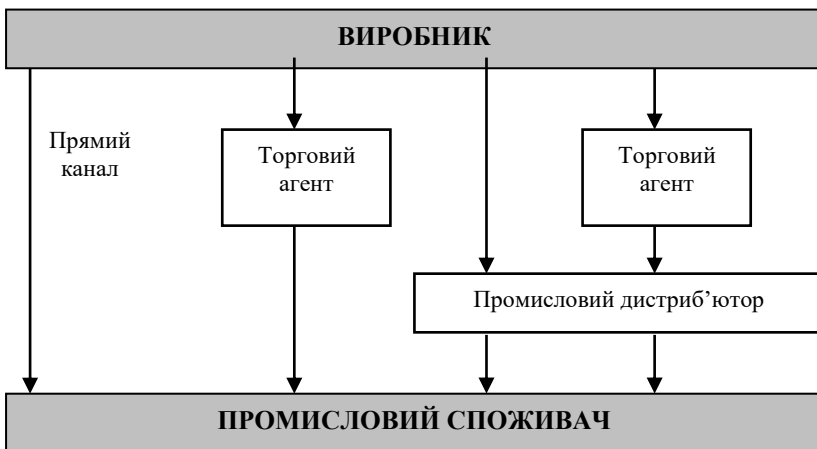 ВИРОБНИК
Прямий
канал
Торговий
агент
Торговий
агент
Промисловий дистриб’ютор
ПРОМИСЛОВИЙ СПОЖИВАЧ